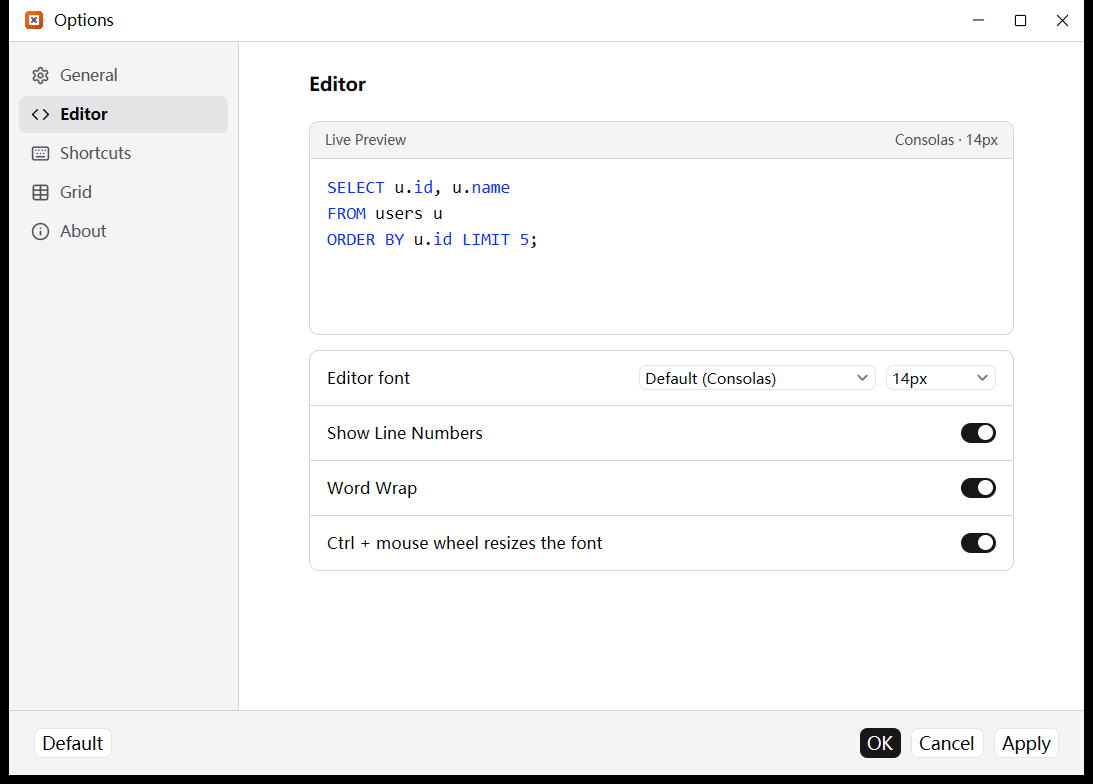 Options
General
Editor
Shortcuts
Grid
About
Editor
Live Preview Consolas · 14px
SELECT u.id, u.name
FROM users u
ORDER BY u.id LIMIT 5;
Editor font Default (Consolas) 14px
Show Line Numbers
Word Wrap
Ctrl + mouse wheel resizes the font
Default OK Cancel Apply